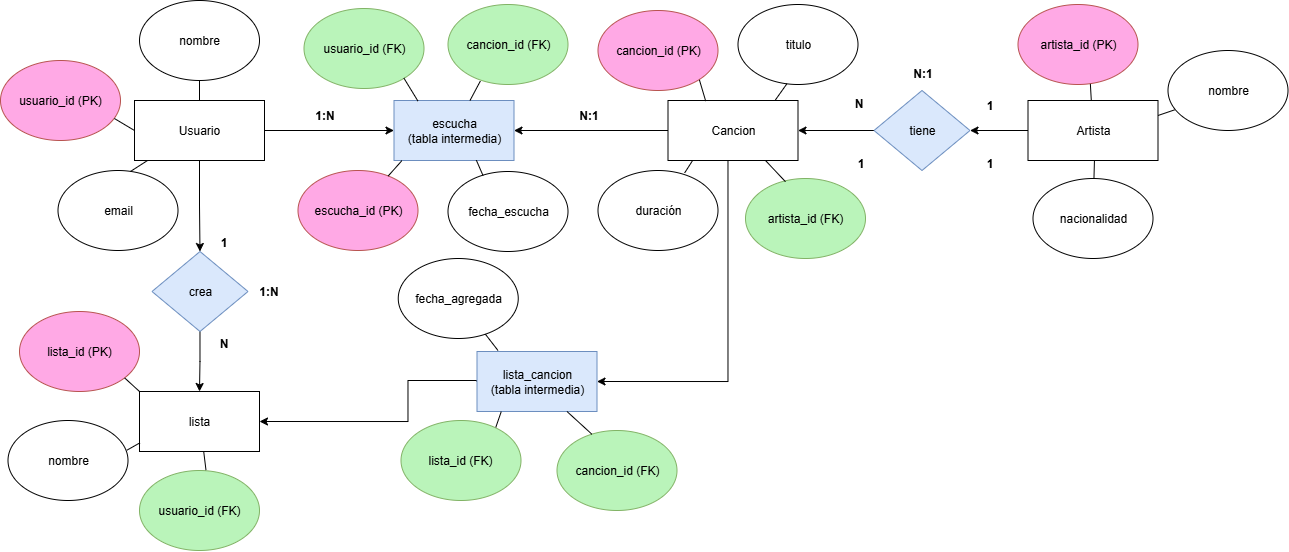 nombre
usuario_id (FK)
cancion_id (FK)
cancion_id (PK)
titulo
artista_id (PK)
N:1
nombre
usuario_id (PK)
Usuario
1:N
escucha
(tabla intermedia)
N:1
Cancion
N
tiene
1
Artista
1
1
email
escucha_id (PK)
fecha_escucha
duración
artista_id (FK)
nacionalidad
1
crea
1:N
fecha_agregada
N
lista_id (PK)
lista_cancion
(tabla intermedia)
lista
nombre
lista_id (FK)
cancion_id (FK)
usuario_id (FK)